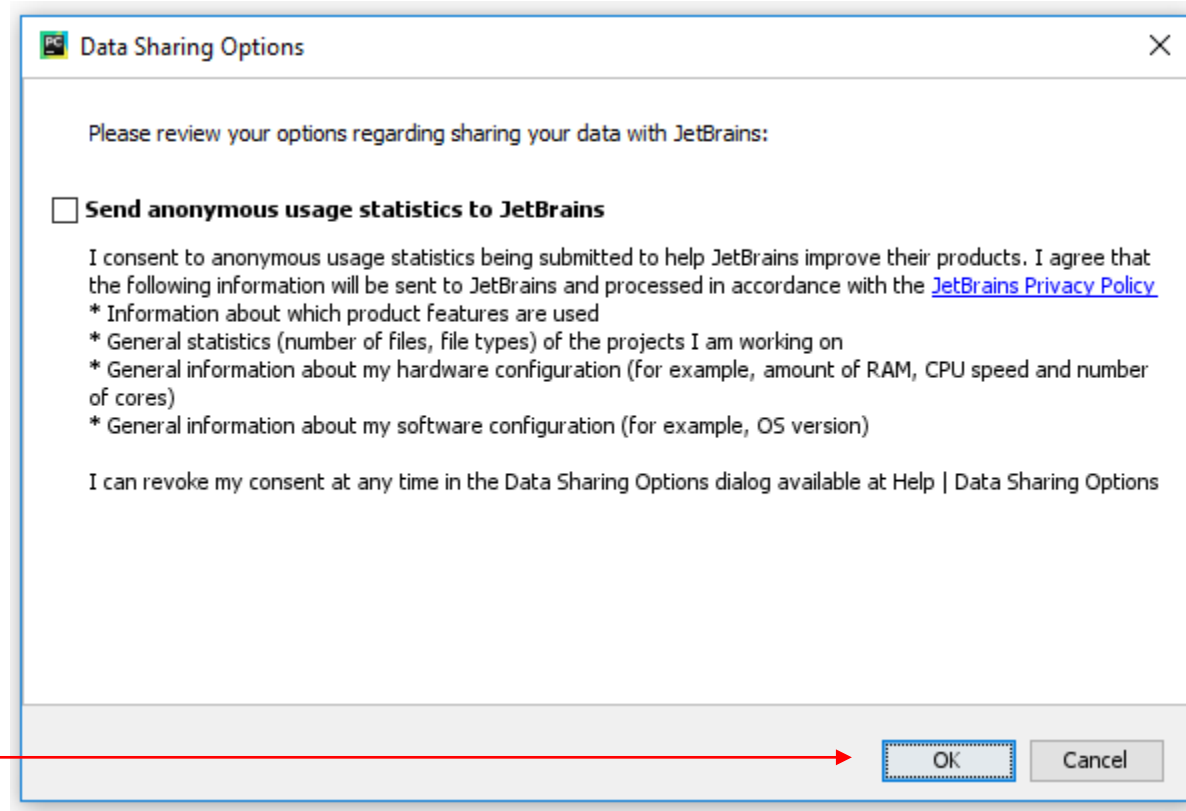 PC Data Sharing Options
Please review your options regarding sharing your data with JetBrains:
Send anonymous usage statistics to JetBrains
I consent to anonymous usage statistics being submitted to help JetBrains improve their products. I agree that
the following information will be sent to JetBrains and processed in accordance with the JetBrains Privacy Policy
* Information about which product features are used
* General statistics (number of files, file types) of the projects I am working on
* General information about my hardware configuration (for example, amount of RAM, CPU speed and number
of cores)
* General information about my software configuration (for example, OS version)
I can revoke my consent at any time in the Data Sharing Options dialog available at Help | Data Sharing Options
OK Cancel